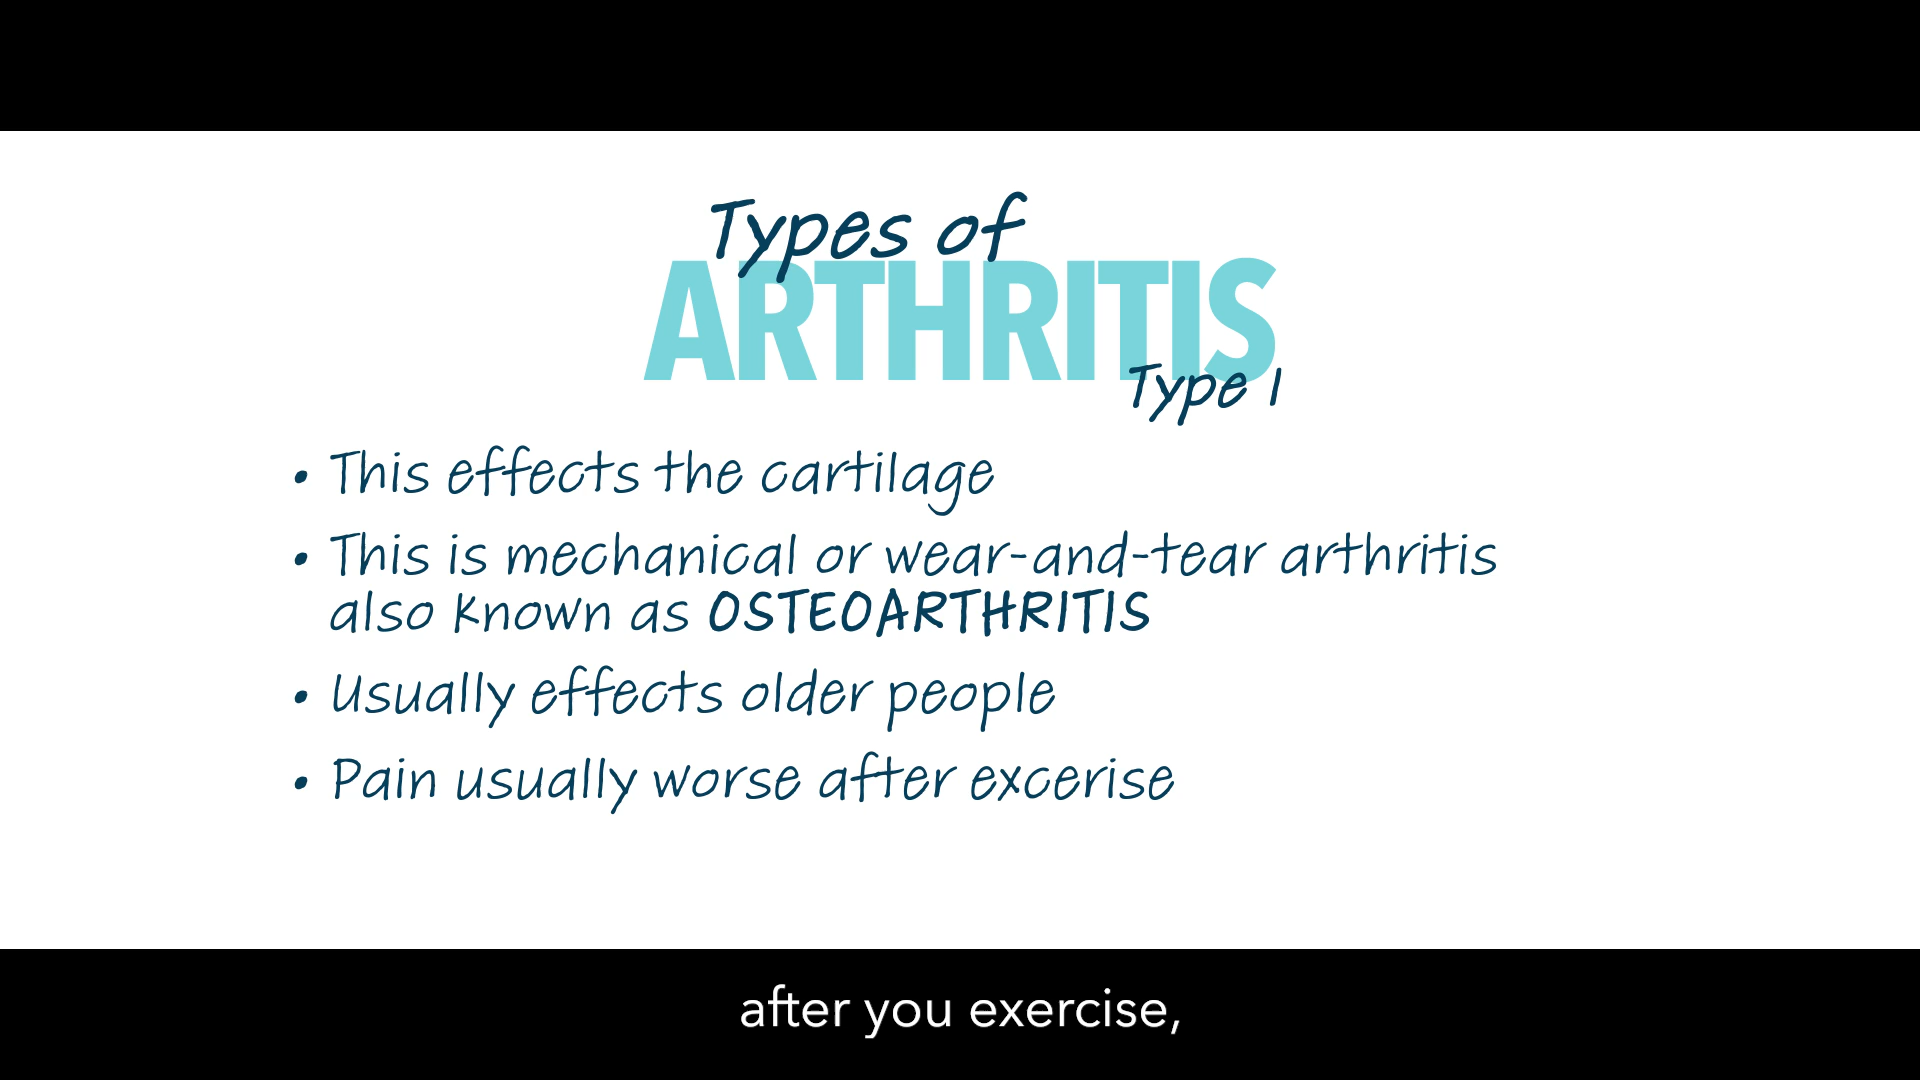 Types of
ARTHRITIS
Type 1
• This effects the cartilage
• This is mechanical or wear-and-tear arthritis
also known as OSTEOARTHRITIS
• Usually effects older people
• Pain usually worse after excerise
after you exercise,